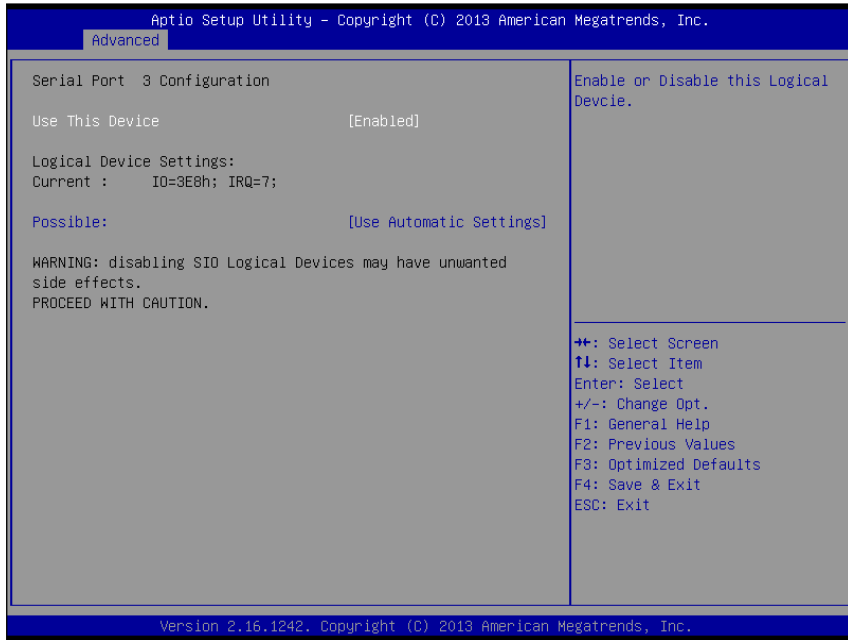 Aptio Setup Utility – Copyright (C) 2013 American Megatrends, Inc.
Advanced
Serial Port 3 Configuration
Use This Device [Enabled]
Logical Device Settings:
Current : IO=3E8h; IRQ=7;
Possible: [Use Automatic Settings]
WARNING: disabling SIO Logical Devices may have unwanted
side effects.
PROCEED WITH CAUTION.
Enable or Disable this Logical
Devcie.
→←: Select Screen
↑↓: Select Item
Enter: Select
+/-: Change Opt.
F1: General Help
F2: Previous Values
F3: Optimized Defaults
F4: Save & Exit
ESC: Exit
Version 2.16.1242. Copyright (C) 2013 American Megatrends, Inc.